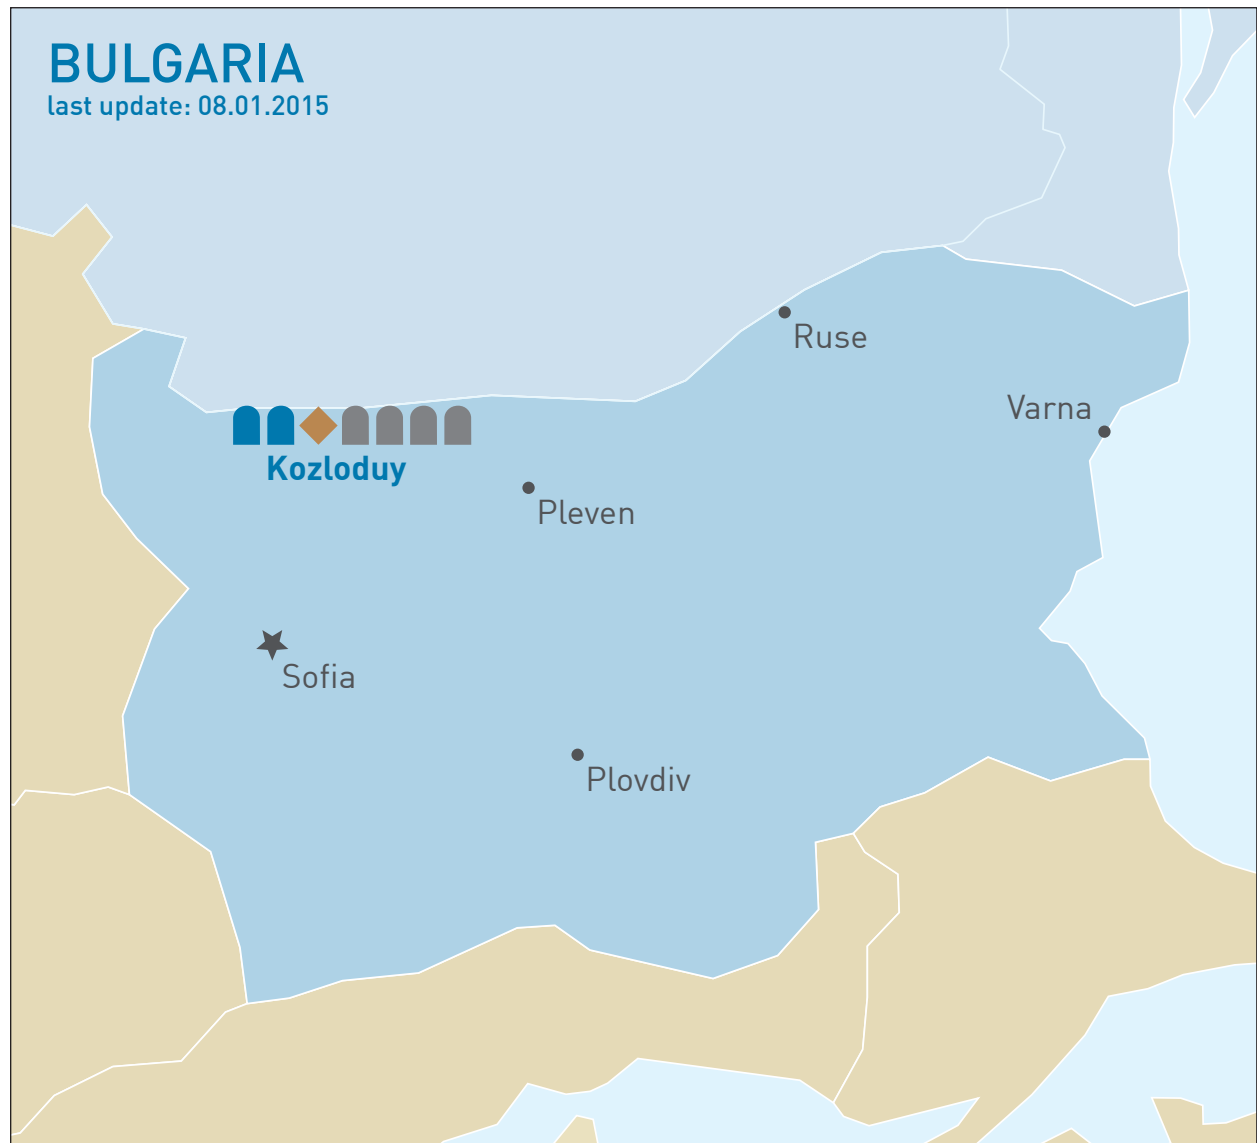 BULGARIA
last update: 08.01.2015
Ruse
Varna
Kozloduy
Pleven
Sofia
Plovdiv